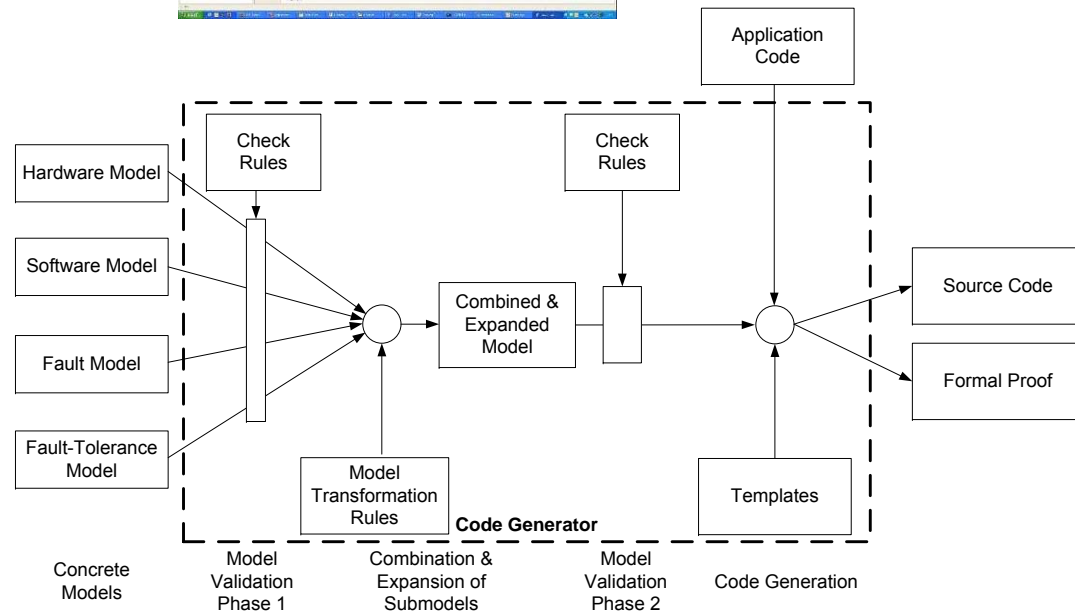 Application
Code
Check
Rules
Check
Rules
Hardware Model
Software Model
Fault Model
Fault-Tolerance
Model
Combined &
Expanded
Model
Source Code
Formal Proof
Model
Transformation
Rules
Templates
Code Generator
Concrete
Models
Model
Validation
Phase 1
Combination &
Expansion of
Submodels
Model
Validation
Phase 2
Code Generation